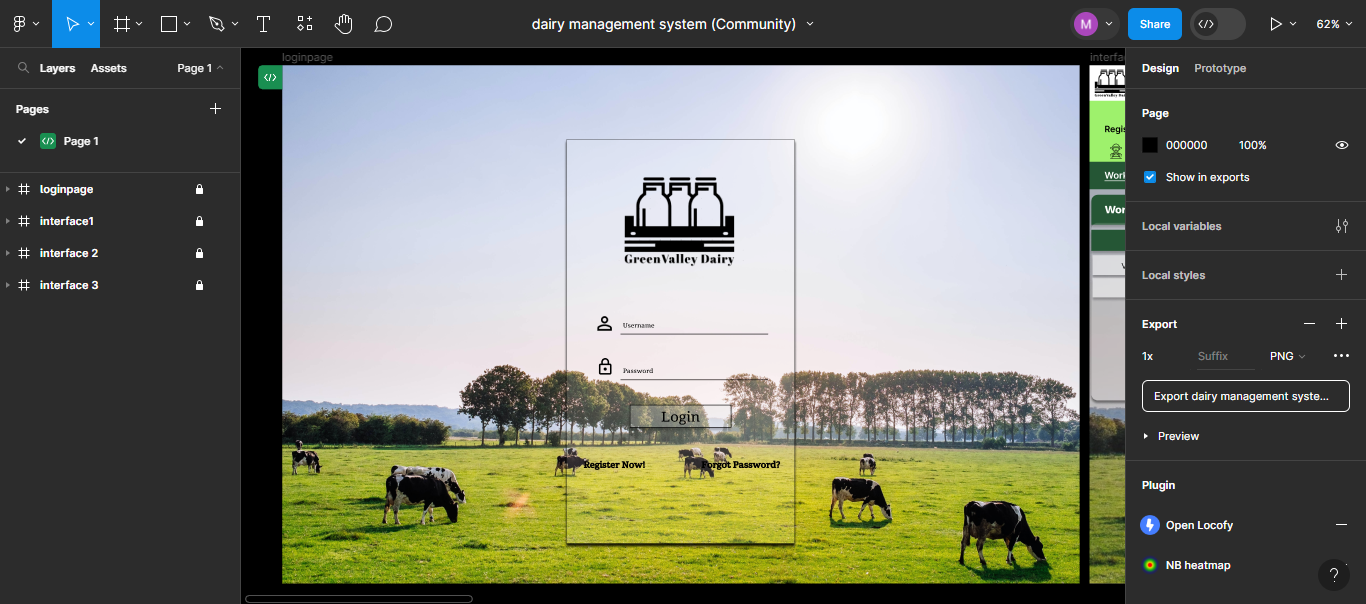 dairy management system (Community)
M
Share
62%
Layers
Assets
Page 1
Pages
Page 1
loginpage
interface1
interface 2
interface 3
loginpage
GreenValley Dairy
Username
Password
Login
Register Now!
Forgot Password?
Design
Prototype
Page
000000
100%
Show in exports
Local variables
Local styles
Export
1x
Suffix
PNG
Export dairy management syste...
Preview
Plugin
Open Locofy
NB heatmap
?